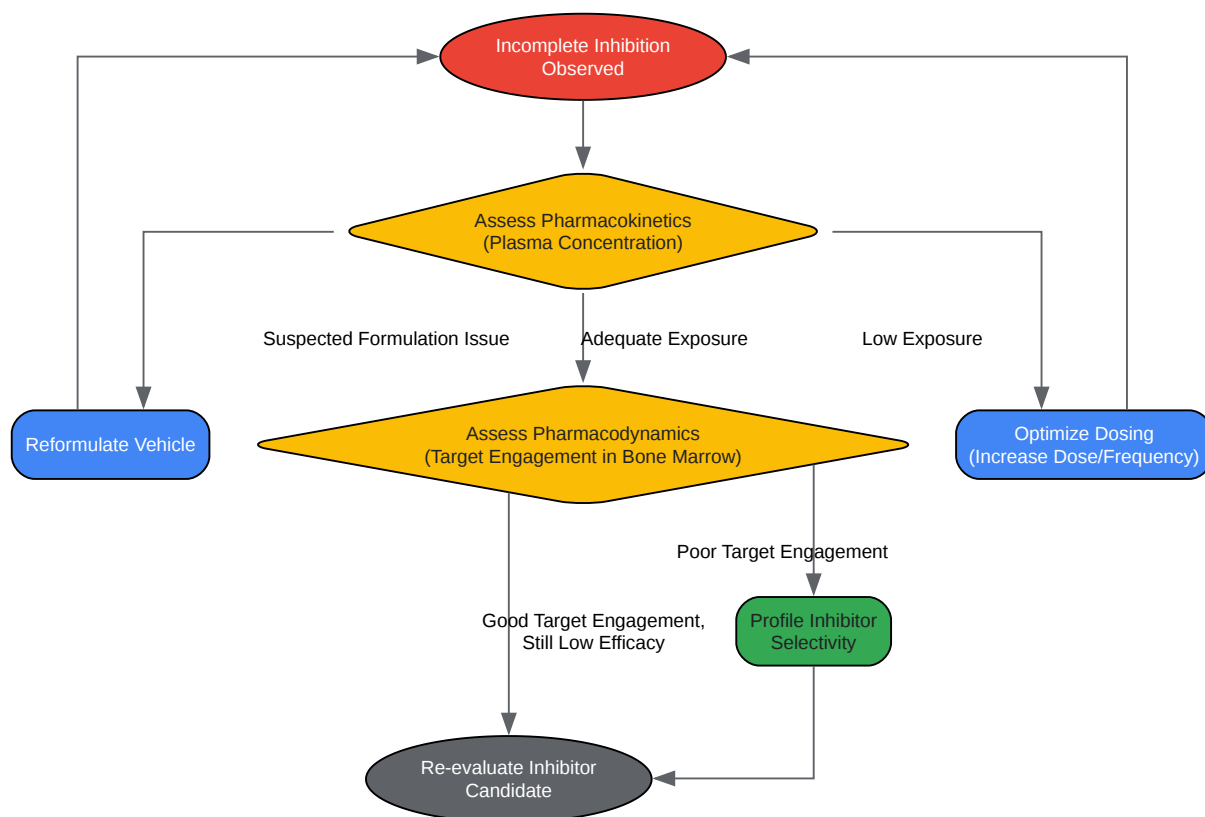 Incomplete Inhibition
Observed
Assess Pharmacokinetics
(Plasma Concentration)
Suspected Formulation Issue
Adequate Exposure
Low Exposure
Reformulate Vehicle
Assess Pharmacodynamics
(Target Engagement in Bone Marrow)
Optimize Dosing
(Increase Dose/Frequency)
Poor Target Engagement
Good Target Engagement,
Still Low Efficacy
Profile Inhibitor
Selectivity
Re-evaluate Inhibitor
Candidate